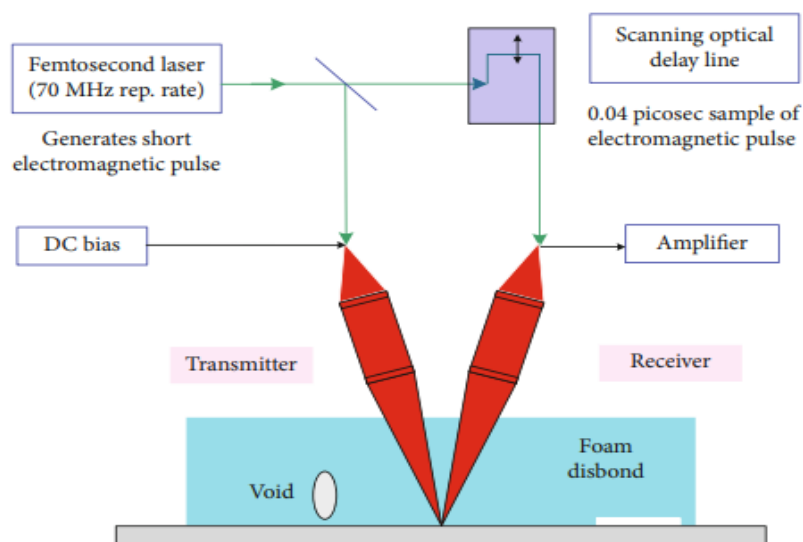 Femtosecond laser
(70 MHz rep. rate)
Generates short
electromagnetic pulse
Scanning optical
delay line
0.04 picosec sample of
electromagnetic pulse
DC bias
Amplifier
Transmitter
Receiver
Void
Foam
disbond